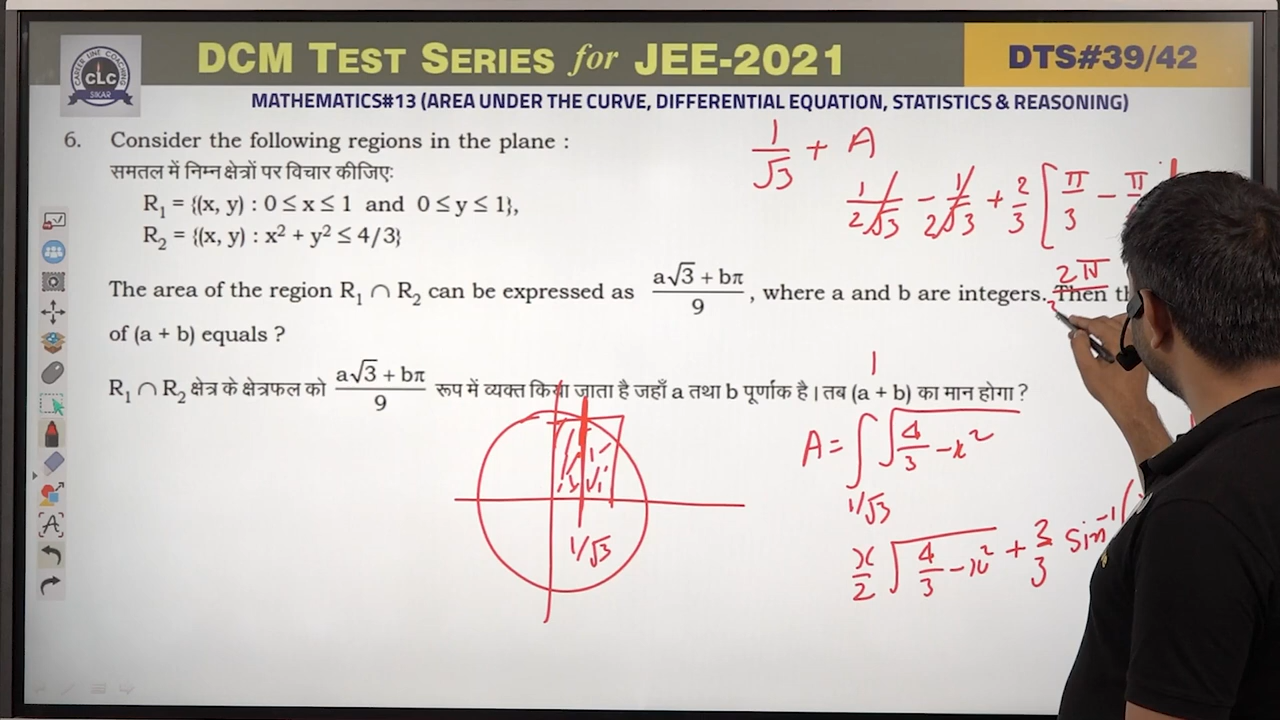 CAREER LINE COACHING
CLC
SIKAR
DCM TEST SERIES for JEE-2021
DTS#39/42
MATHEMATICS#13 (AREA UNDER THE CURVE, DIFFERENTIAL EQUATION, STATISTICS & REASONING)
6. Consider the following regions in the plane :
समतल में निम्न क्षेत्रों पर विचार कीजिए:
R₁ = {(x, y) : 0 ≤ x ≤ 1 and 0 ≤ y ≤ 1},
R₂ = {(x, y) : x² + y² ≤ 4/3}
The area of the region R₁ ∩ R₂ can be expressed as (a√3 + bπ)/9, where a and b are integers. Then
of (a + b) equals ?
R₁ ∩ R₂ क्षेत्र के क्षेत्रफल को (a√3 + bπ)/9 रूप में व्यक्त किया जाता है जहाँ a तथा b पूर्णांक है। तब (a + b) का मान होगा ?
1/√3 + A
1/2√3 − 1/2√3 + 2/3 [π/3 − π
2π
A = ∫ 1/√3 1 √(4/3 − x²)
x/2 √(4/3 − x²) + 2/3 sin⁻¹(
1/√3